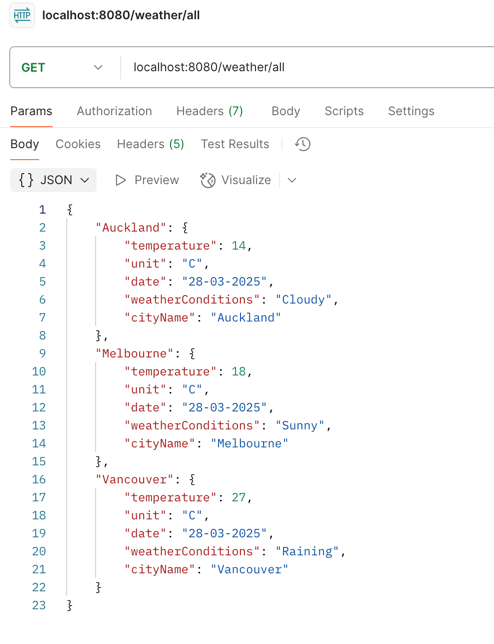 HTTP localhost:8080/weather/all
GET localhost:8080/weather/all
Params Authorization Headers (7) Body Scripts Settings
Body Cookies Headers (5) Test Results
{} JSON Preview Visualize
1 {
2 "Auckland": {
3 "temperature": 14,
4 "unit": "C",
5 "date": "28-03-2025",
6 "weatherConditions": "Cloudy",
7 "cityName": "Auckland"
8 },
9 "Melbourne": {
10 "temperature": 18,
11 "unit": "C",
12 "date": "28-03-2025",
13 "weatherConditions": "Sunny",
14 "cityName": "Melbourne"
15 },
16 "Vancouver": {
17 "temperature": 27,
18 "unit": "C",
19 "date": "28-03-2025",
20 "weatherConditions": "Raining",
21 "cityName": "Vancouver"
22 }
23 }